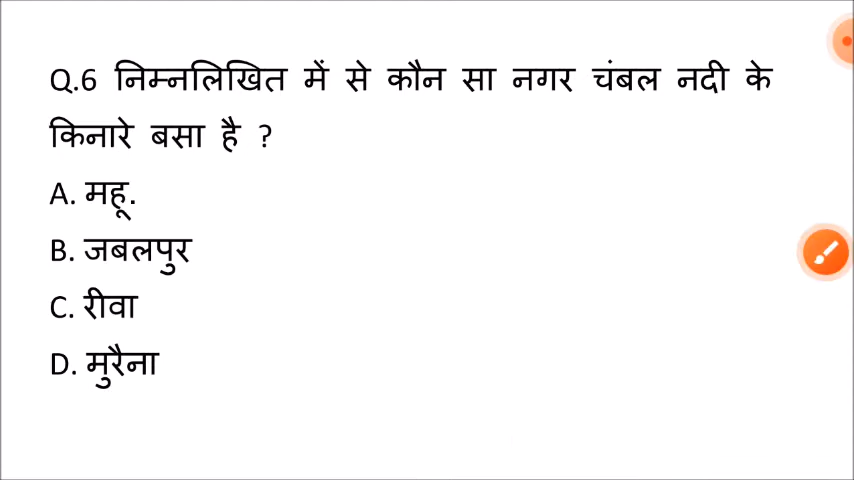 Q.6 निम्नलिखित में से कौन सा नगर चंबल नदी के
किनारे बसा है ?
A. महू.
B. जबलपुर
C. रीवा
D. मुरैना